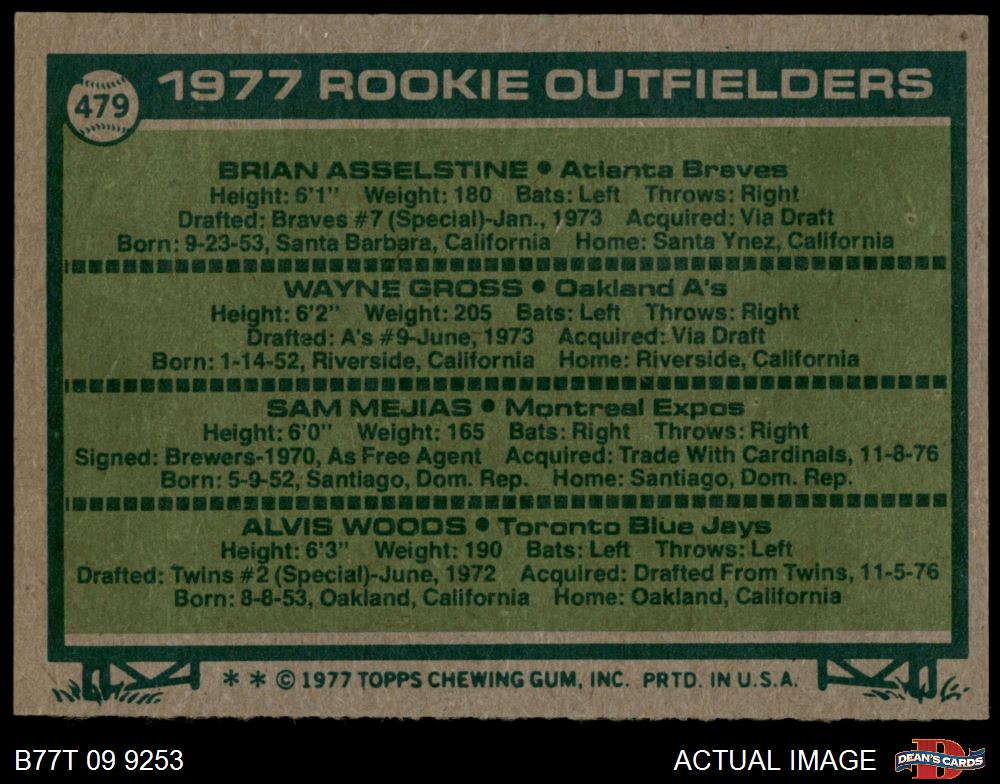 479
1977 ROOKIE OUTFIELDERS
BRIAN ASSELSTINE • Atlanta Braves
Height: 6'1" Weight: 180 Bats: Left Throws: Right
Drafted: Braves #7 (Special)-Jan., 1973 Acquired: Via Draft
Born: 9-23-53, Santa Barbara, California Home: Santa Ynez, California
WAYNE GROSS • Oakland A's
Height: 6'2" Weight: 205 Bats: Left Throws: Right
Drafted: A's #9-June, 1973 Acquired: Via Draft
Born: 1-14-52, Riverside, California Home: Riverside, California
SAM MEJIAS • Montreal Expos
Height: 6'0" Weight: 165 Bats: Right Throws: Right
Signed: Brewers-1970, As Free Agent Acquired: Trade With Cardinals, 11-8-76
Born: 5-9-52, Santiago, Dom. Rep. Home: Santiago, Dom. Rep.
ALVIS WOODS • Toronto Blue Jays
Height: 6'3" Weight: 190 Bats: Left Throws: Left
Drafted: Twins #2 (Special)-June, 1972 Acquired: Drafted From Twins, 11-5-76
Born: 8-8-53, Oakland, California Home: Oakland, California
* * © 1977 TOPPS CHEWING GUM, INC. PRTD. IN U.S.A.
B77T 09 9253
ACTUAL IMAGE
D
DEAN'S CARDS